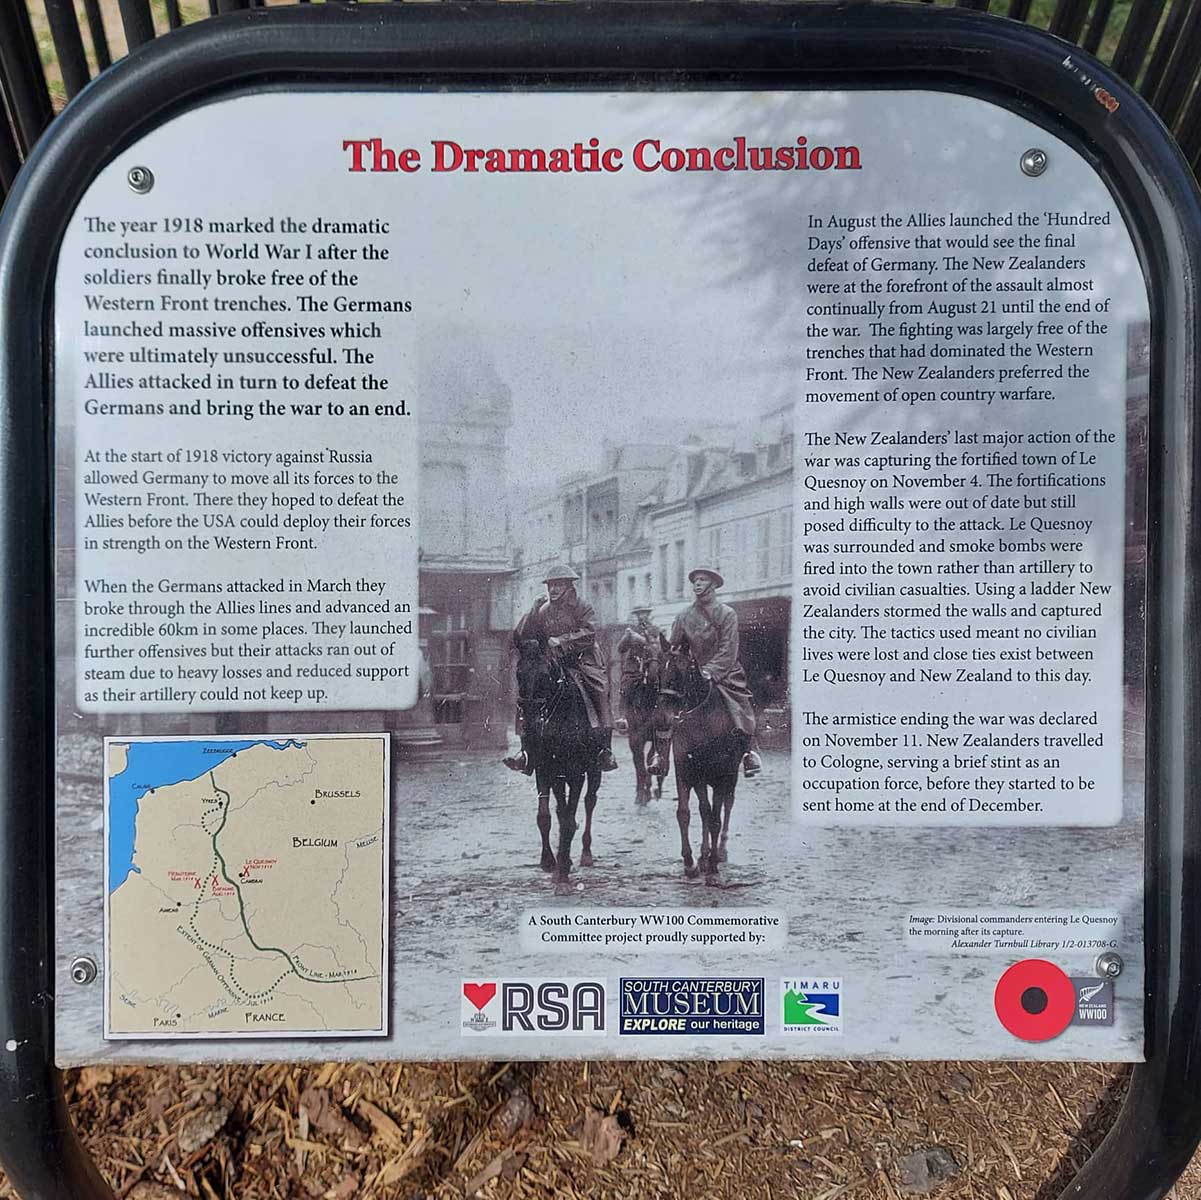 The Dramatic Conclusion
The year 1918 marked the dramatic
conclusion to World War I after the
soldiers finally broke free of the
Western Front trenches. The Germans
launched massive offensives which
were ultimately unsuccessful. The
Allies attacked in turn to defeat the
Germans and bring the war to an end.
At the start of 1918 victory against Russia
allowed Germany to move all its forces to the
Western Front. There they hoped to defeat the
Allies before the USA could deploy their forces
in strength on the Western Front.
When the Germans attacked in March they
broke through the Allies lines and advanced an
incredible 60km in some places. They launched
further offensives but their attacks ran out of
steam due to heavy losses and reduced support
as their artillery could not keep up.
ZEEBRUGGE
CALAIS
YPRES
BRUSSELS
BELGIUM
MEUSE
LE QUESNOY
NOV 1918
CAMBRAI
BAPAUME
AUG 1918
MAR 1918
AMIENS
EXTENT OF GERMAN OFFENSIVE JUL 1918
FRONT LINE - MAR 1918
SEINE
MARNE
PARIS
FRANCE
In August the Allies launched the ‘Hundred
Days’ offensive that would see the final
defeat of Germany. The New Zealanders
were at the forefront of the assault almost
continually from August 21 until the end of
the war. The fighting was largely free of the
trenches that had dominated the Western
Front. The New Zealanders preferred the
movement of open country warfare.
The New Zealanders’ last major action of the
war was capturing the fortified town of Le
Quesnoy on November 4. The fortifications
and high walls were out of date but still
posed difficulty to the attack. Le Quesnoy
was surrounded and smoke bombs were
fired into the town rather than artillery to
avoid civilian casualties. Using a ladder New
Zealanders stormed the walls and captured
the city. The tactics used meant no civilian
lives were lost and close ties exist between
Le Quesnoy and New Zealand to this day.
The armistice ending the war was declared
on November 11. New Zealanders travelled
to Cologne, serving a brief stint as an
occupation force, before they started to be
sent home at the end of December.
A South Canterbury WW100 Commemorative
Committee project proudly supported by:
Image: Divisional commanders entering Le Quesnoy
the morning after its capture.
Alexander Turnbull Library 1/2-013708-G.
RSA
SOUTH CANTERBURY
MUSEUM
EXPLORE our heritage
TIMARU
DISTRICT COUNCIL
NEW ZEALAND
WW100